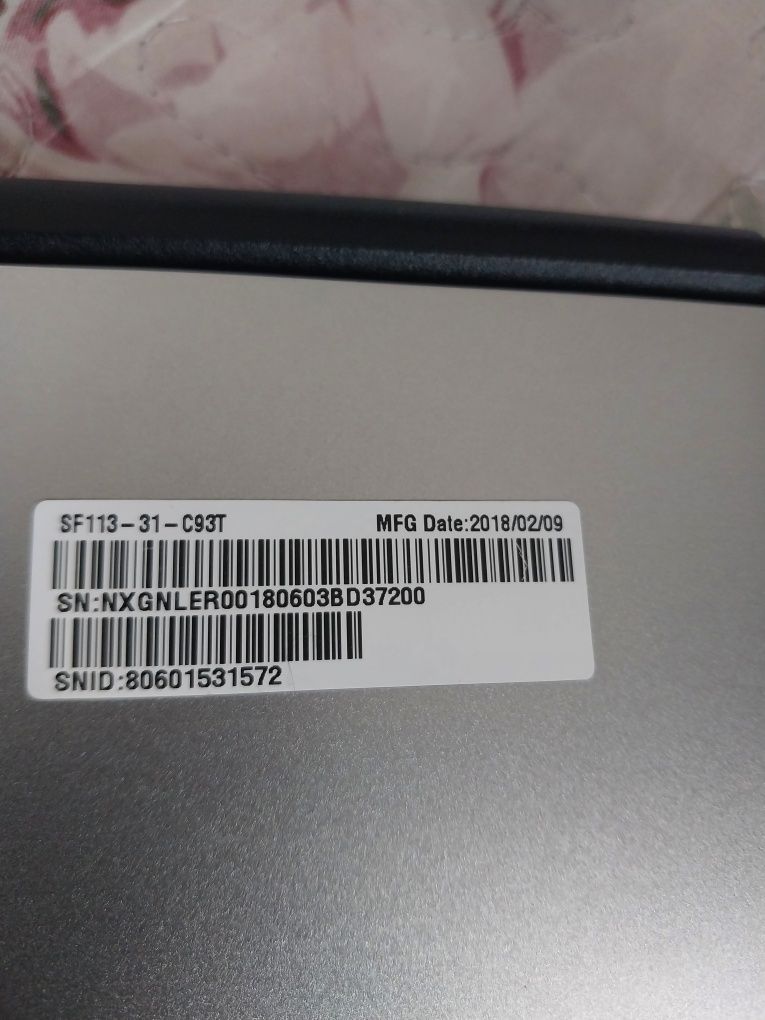 SF113-31-C93T MFG Date:2018/02/09
SN:NXGNLER00180603BD37200
SNID:80601531572